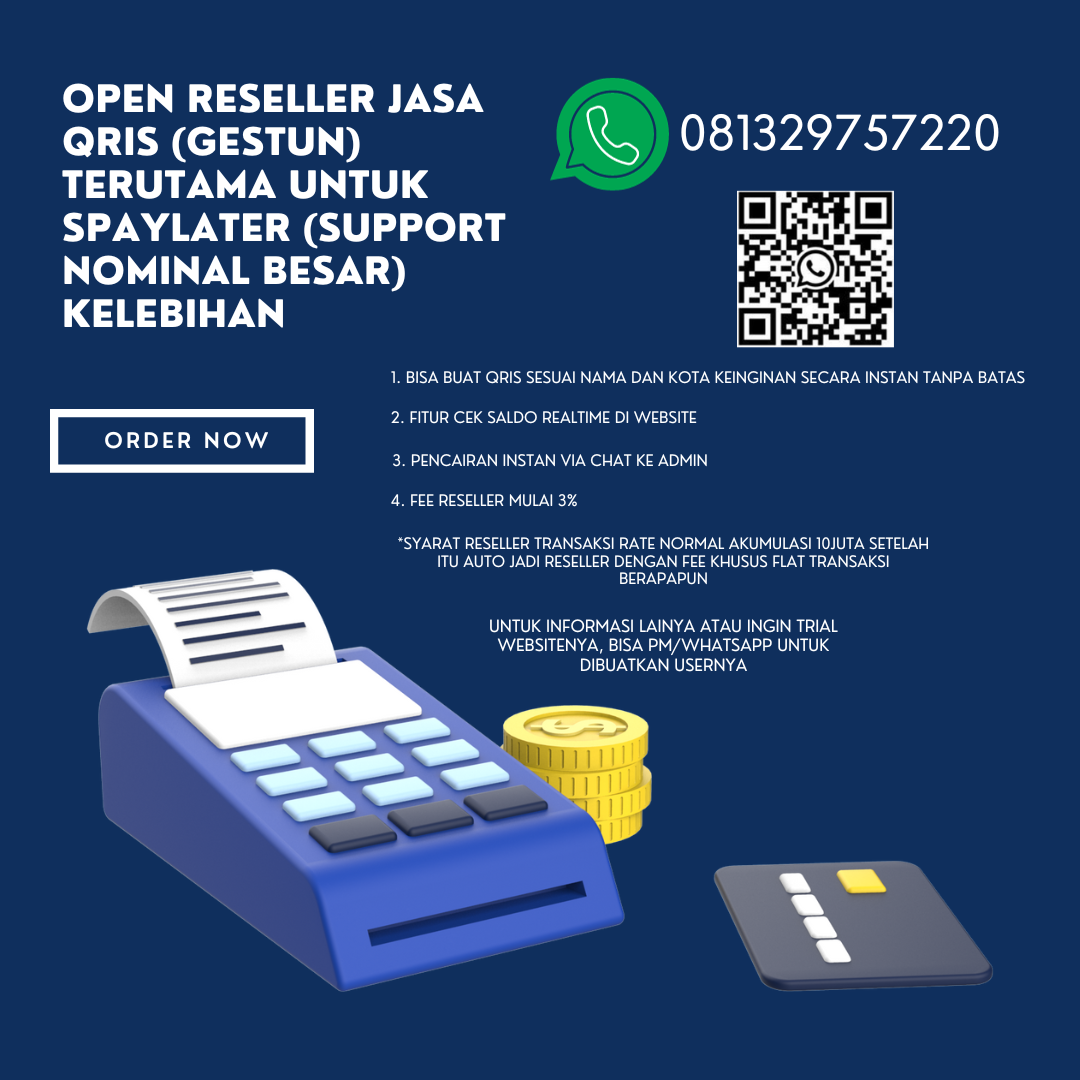 OPEN RESELLER JASA
QRIS (GESTUN)
TERUTAMA UNTUK
SPAYLATER (SUPPORT
NOMINAL BESAR)
KELEBIHAN
081329757220
1. BISA BUAT QRIS SESUAI NAMA DAN KOTA KEINGINAN SECARA INSTAN TANPA BATAS
2. FITUR CEK SALDO REALTIME DI WEBSITE
ORDER NOW
3. PENCAIRAN INSTAN VIA CHAT KE ADMIN
4. FEE RESELLER MULAI 3%
*SYARAT RESELLER TRANSAKSI RATE NORMAL AKUMULASI 10JUTA SETELAH
ITU AUTO JADI RESELLER DENGAN FEE KHUSUS FLAT TRANSAKSI
BERAPAPUN
UNTUK INFORMASI LAINYA ATAU INGIN TRIAL
WEBSITENYA, BISA PM/WHATSAPP UNTUK
DIBUATKAN USERNYA